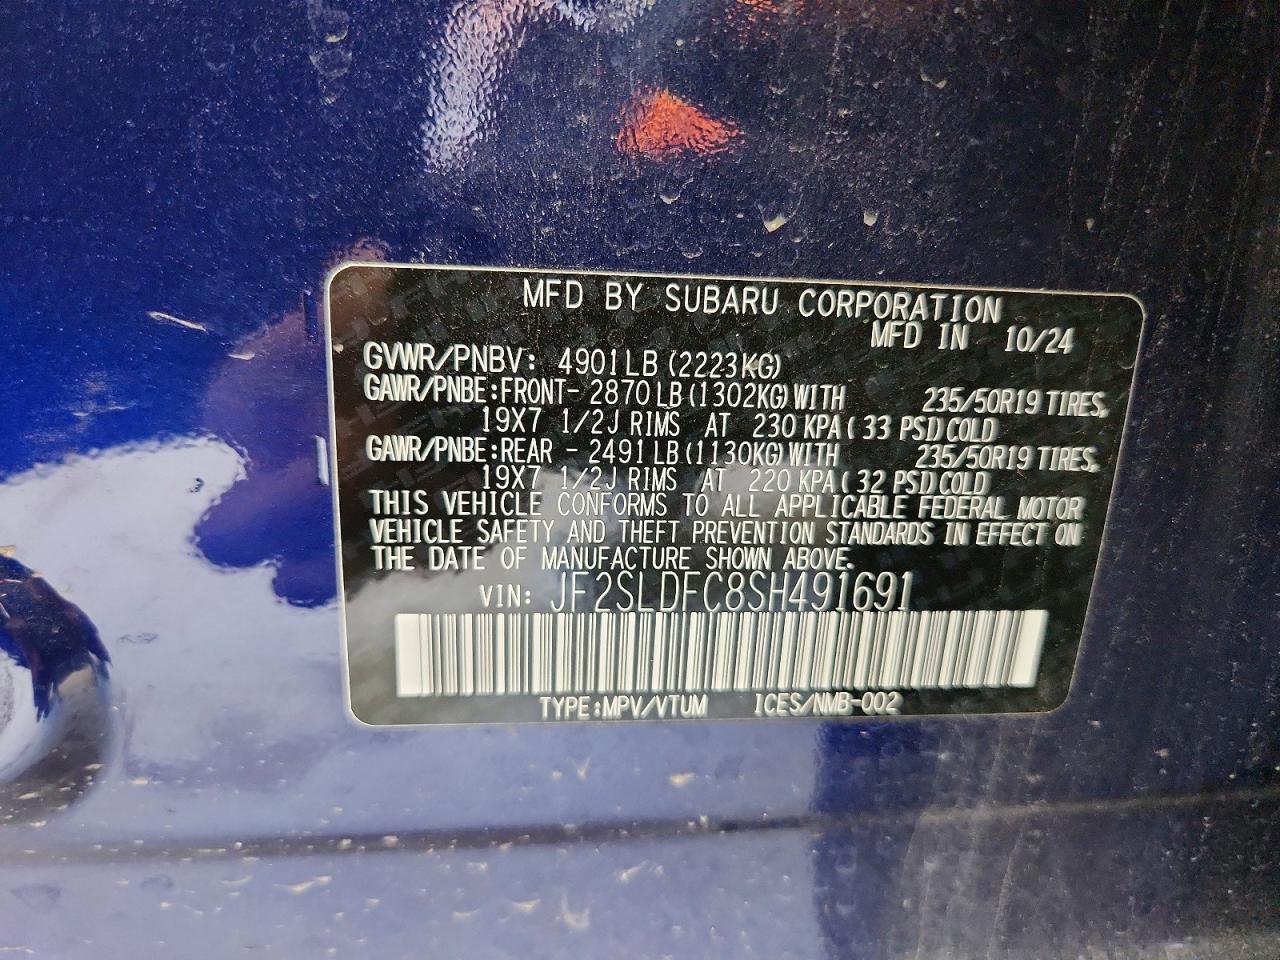 MFD BY SUBARU CORPORATION
MFD IN 10/24
GVWR/PNBV: 4901LB (2223KG)
GAWR/PNBE:FRONT- 2870 LB (1302KG) WITH 235/50R19 TIRES,
19X7 1/2J RIMS AT 230 KPA ( 33 PSI) COLD
GAWR/PNBE:REAR - 2491 LB (1130KG) WITH 235/50R19 TIRES,
19X7 1/2J RIMS AT 220 KPA ( 32 PSI) COLD
THIS VEHICLE CONFORMS TO ALL APPLICABLE FEDERAL MOTOR
VEHICLE SAFETY AND THEFT PREVENTION STANDARDS IN EFFECT ON
THE DATE OF MANUFACTURE SHOWN ABOVE.
VIN: JF2SLDFC8SH491691
TYPE:MPV/VTUM ICES/NMB-002